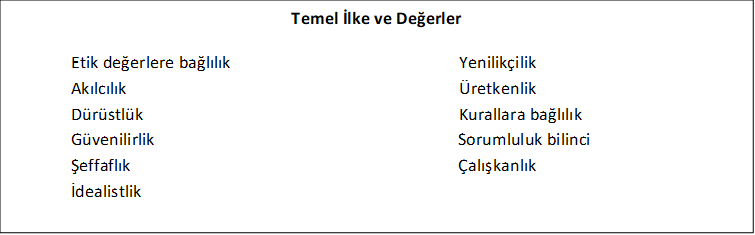 Temel İlke ve Değerler
Etik değerlere bağlılık
Akılcılık
Dürüstlük
Güvenilirlik
Şeffaflık
İdealistlik
Yenilikçilik
Üretkenlik
Kurallara bağlılık
Sorumluluk bilinci
Çalışkanlık